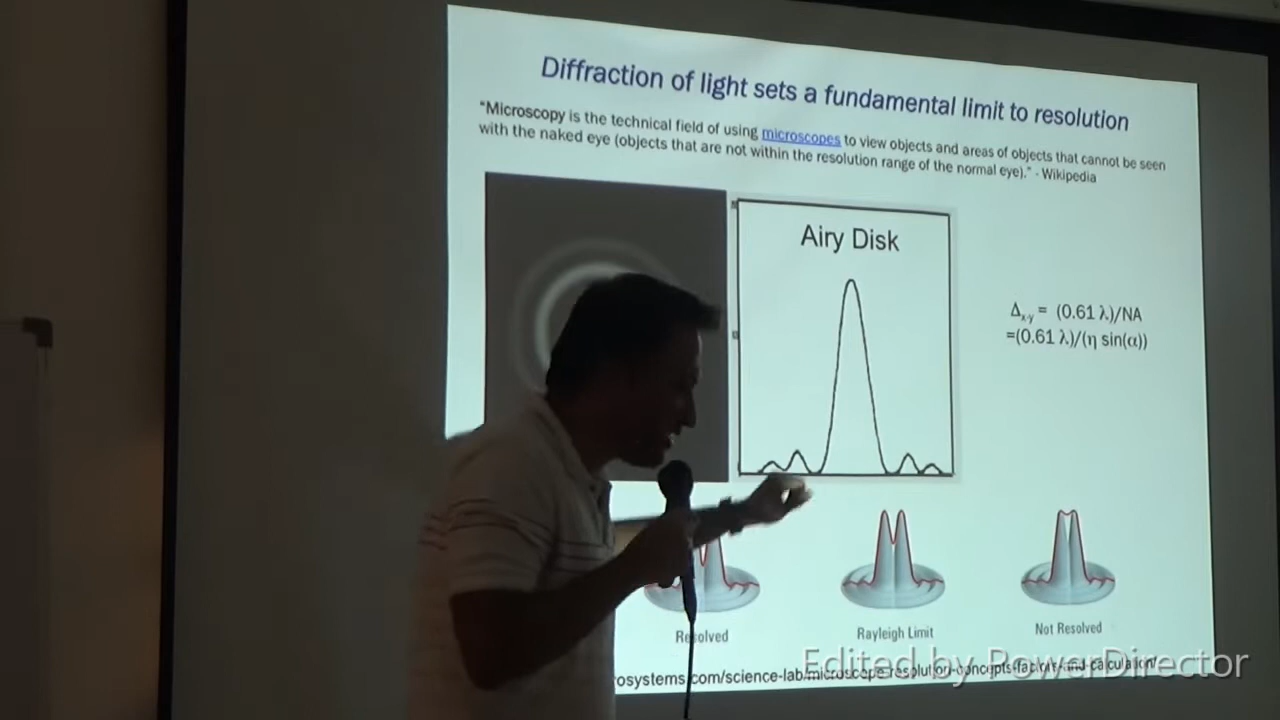 Diffraction of light sets a fundamental limit to resolution
“Microscopy is the technical field of using microscopes to view objects and areas of objects that cannot be seen
with the naked eye (objects that are not within the resolution range of the normal eye).” - Wikipedia
Airy Disk
Δxy = (0.61 λ)/NA
=(0.61 λ)/(η sin(α))
Resolved
Rayleigh Limit
Not Resolved
rosystems.com/science-lab/microscope-resolution-concepts-factors-and-calculation/
Edited by PowerDirector